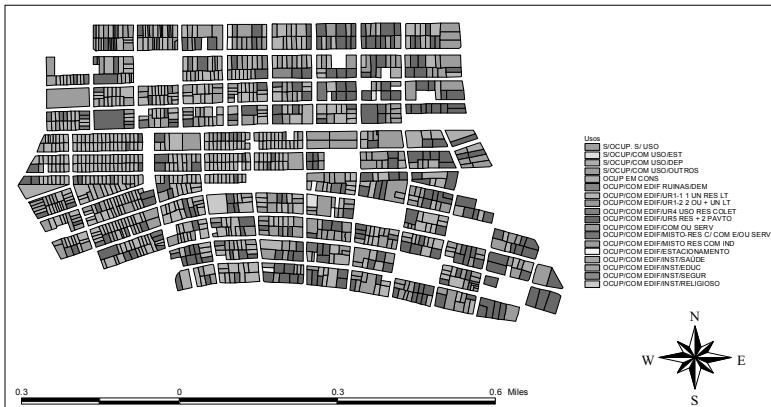 Usos
S/OCUP. S/ USO
S/OCUP/COM USO/EST
S/OCUP/COM USO/DEP
S/OCUP/COM USO/OUTROS
OCUP EM CONS
OCUP/COM EDIF RUINAS/DEM
OCUP/COM EDIF/UR1-1 1 UN RES LT
OCUP/COM EDIF/UR1-2 2 OU + UN LT
OCUP/COM EDIF/UR4 USO RES COLET
OCUP/COM EDIF/UR5 RES + 2 PAVTO
OCUP/COM EDIF/COM OU SERV
OCUP/COM EDIF/MISTO-RES C/ COM E/OU SERV
OCUP/COM EDIF/MISTO RES COM IND
OCUP/COM EDIF/ESTACIONAMENTO
OCUP/COM EDIF/INST/SAÚDE
OCUP/COM EDIF/INST/EDUC
OCUP/COM EDIF/INST/SEGUR
OCUP/COM EDIF/INST/RELIGIOSO
N
W E
S
0.3 0 0.3 0.6 Miles